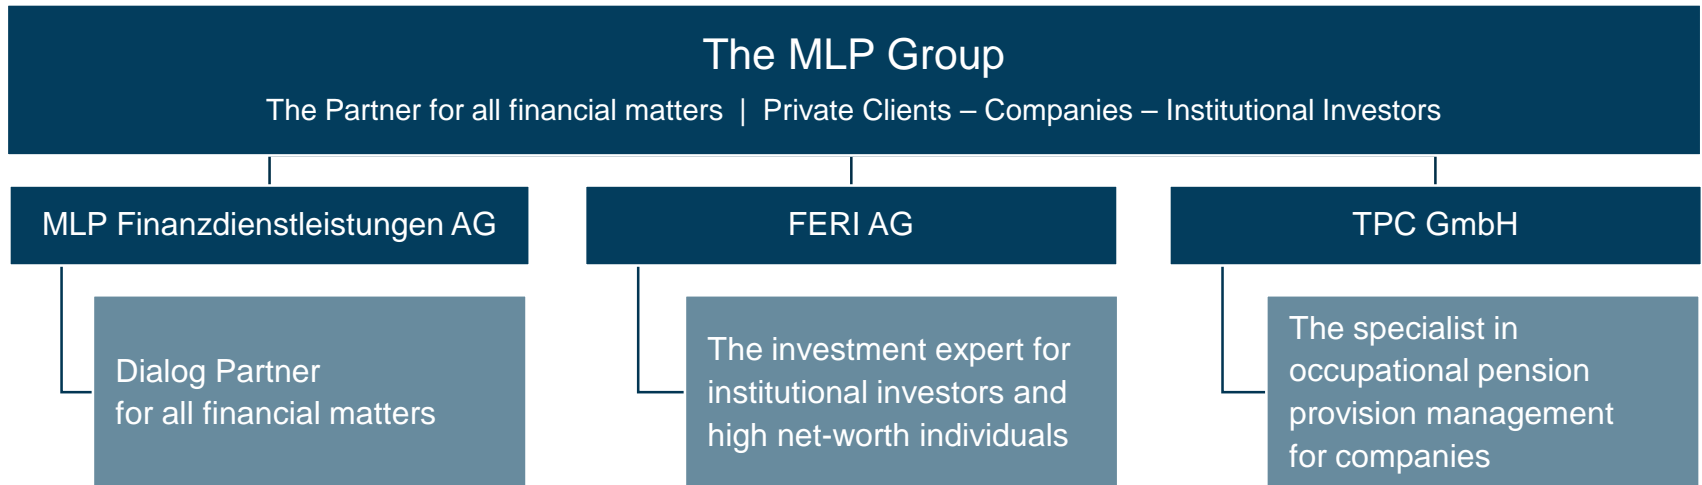 The MLP Group
The Partner for all financial matters | Private Clients – Companies – Institutional Investors
MLP Finanzdienstleistungen AG
Dialog Partner
for all financial matters
FERI AG
The investment expert for
institutional investors and
high net-worth individuals
TPC GmbH
The specialist in
occupational pension
provision management
for companies